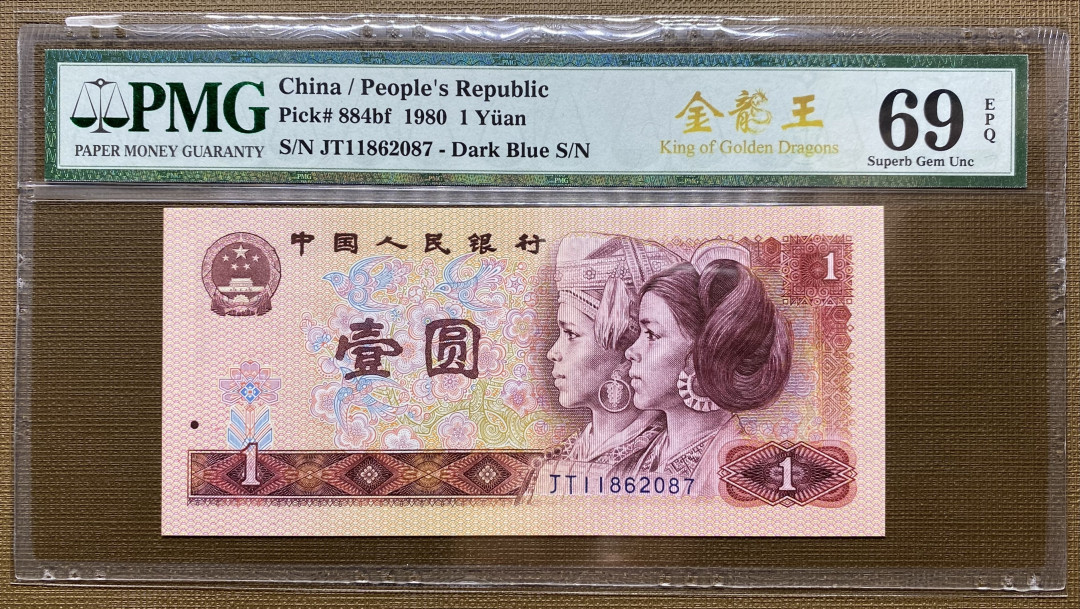 PMG
PAPER MONEY GUARANTY
China / People's Republic
Pick# 884bf 1980 1 Yüan
S/N JT11862087 - Dark Blue S/N
金龍王
King of Golden Dragons
69
EPQ
Superb Gem Unc
中国人民银行
1
壹圆
1
JT11862087
1